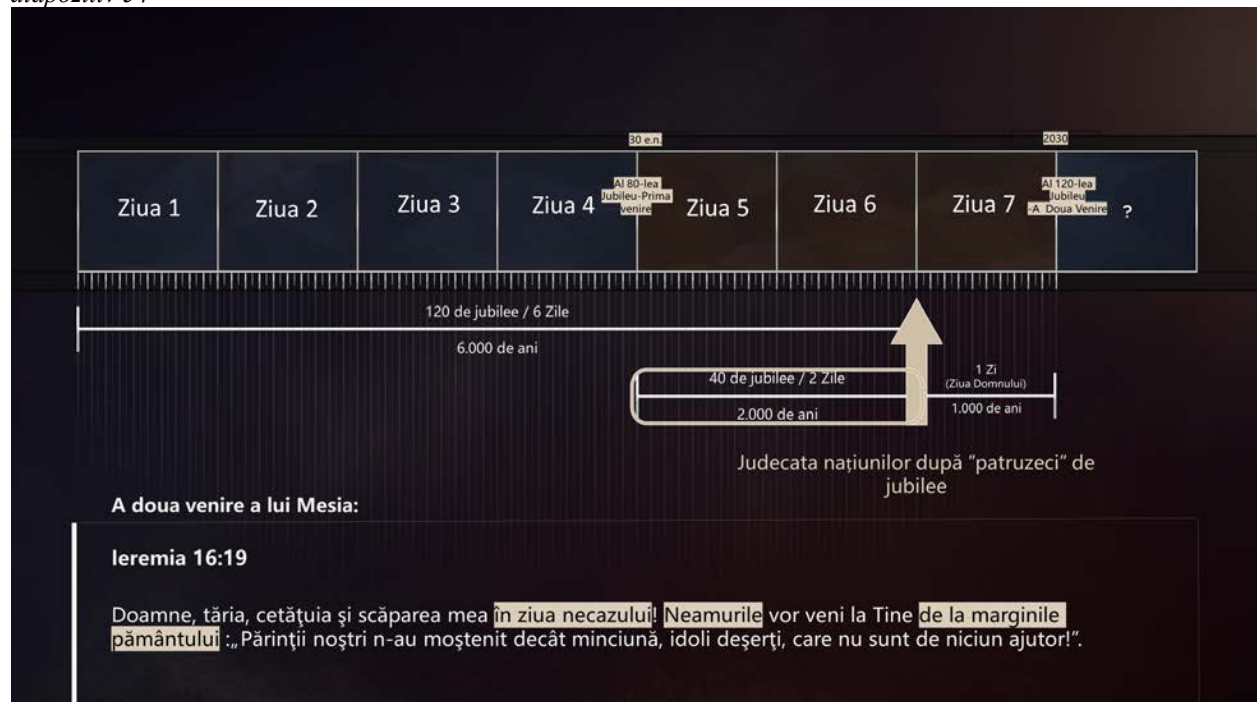 30 e.n.
2030
Ziua 1
Ziua 2
Ziua 3
Ziua 4
Al 80-lea
Jubileu-Prima
venire
Ziua 5
Ziua 6
Ziua 7
Al 120-lea
Jubileu
-A Doua Venire
?
120 de jubilee / 6 Zile
6.000 de ani
40 de jubilee / 2 Zile
2.000 de ani
1 Zi
(Ziua Domnului)
1.000 de ani
Judecata națiunilor după "patruzeci" de
jubilee
A doua venire a lui Mesia:
Ieremia 16:19
Doamne, tăria, cetăţuia şi scăparea mea în ziua necazului! Neamurile vor veni la Tine de la marginile
pământului :„Părinţii noştri n-au moştenit decât minciună, idoli deşerţi, care nu sunt de niciun ajutor!”.